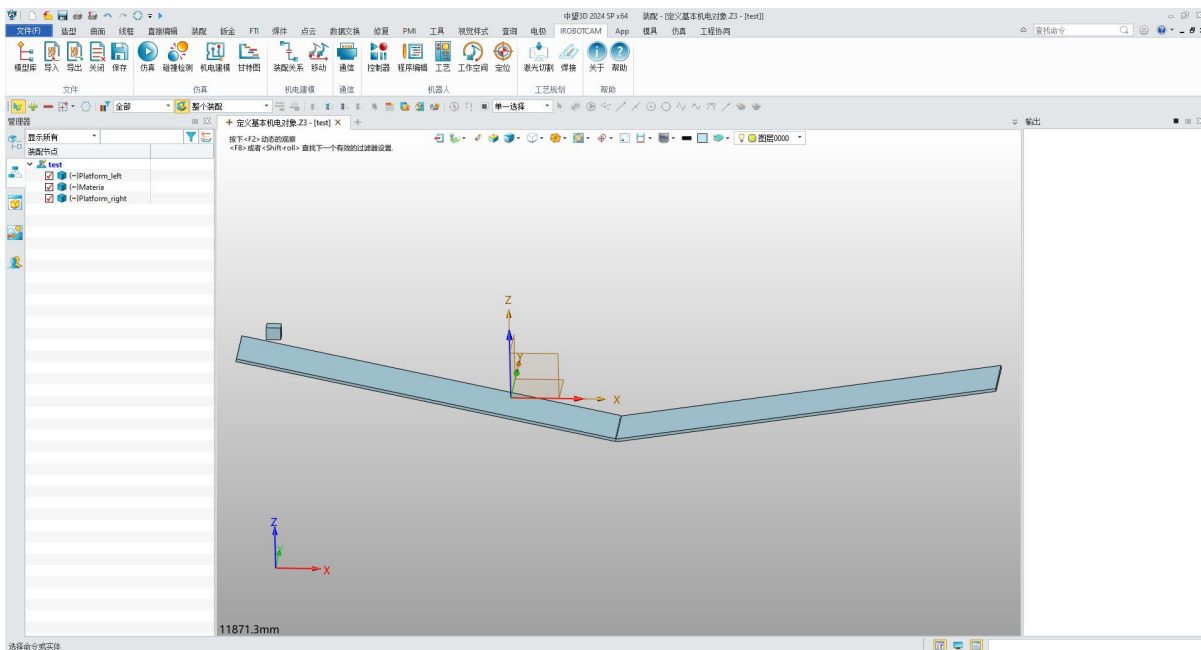 中望3D 2024 SP x64 装配 - [定义基本机电对象.Z3 - [test]]
文件(F) 造型 曲面 线框 直接编辑 装配 钣金 FTI 焊件 点云 数据交换 修复 PMI 工具 视觉样式 查询 电极 IROBOTCAM App 模具 仿真 工程协同 查找命令
模型库 导入 导出 关闭 保存 仿真 碰撞检测 机电建模 甘特图 装配关系 移动 通信 控制器 程序编辑 工艺 工作空间 定位 激光切割 焊接 关于 帮助
文件 仿真 机电建模 通信 机器人 工艺规划 帮助
全部 整个装配 单一选择
管理器 定义基本机电对象.Z3 - [test] 输出
显示所有
装配节点
test
(-)Platform_left
(-)Materia
(-)Platform_right
按下<F2>动态的观察
<F8>或者<Shift-roll> 查找下一个有效的过滤器设置.
图层0000
Z
Y
X
Z
Y
X
11871.3mm
选择命令或实体